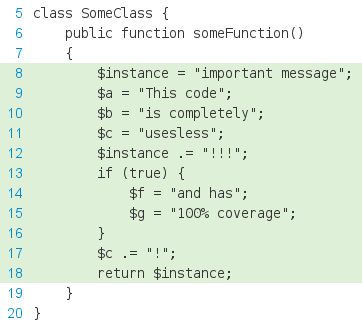 5 class SomeClass {
6     public function someFunction()
7     {
8         $instance = "important message";
9         $a = "This code";
10         $b = "is completely";
11         $c = "usesless";
12         $instance .= "!!!";
13         if (true) {
14             $f = "and has";
15             $g = "100% coverage";
16         }
17         $c .= "!";
18         return $instance;
19     }
20 }